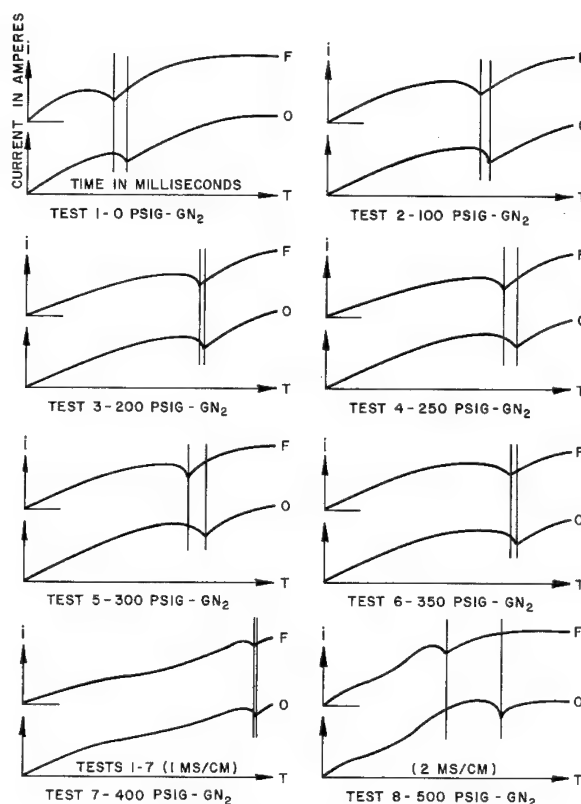 CURRENT IN AMPERES
i
F
O
TIME IN MILLISECONDS
T
TEST 1-0 PSIG-GN2
i
F
O
T
TEST 2-100 PSIG-GN2
i
F
O
T
TEST 3-200 PSIG-GN2
i
F
O
T
TEST 4-250 PSIG-GN2
i
F
O
T
TEST 5-300 PSIG-GN2
i
F
O
T
TEST 6-350 PSIG-GN2
i
F
O
TESTS 1-7 (1 MS/CM)
T
TEST 7-400 PSIG-GN2
i
F
O
(2 MS/CM)
T
TEST 8-500 PSIG-GN2